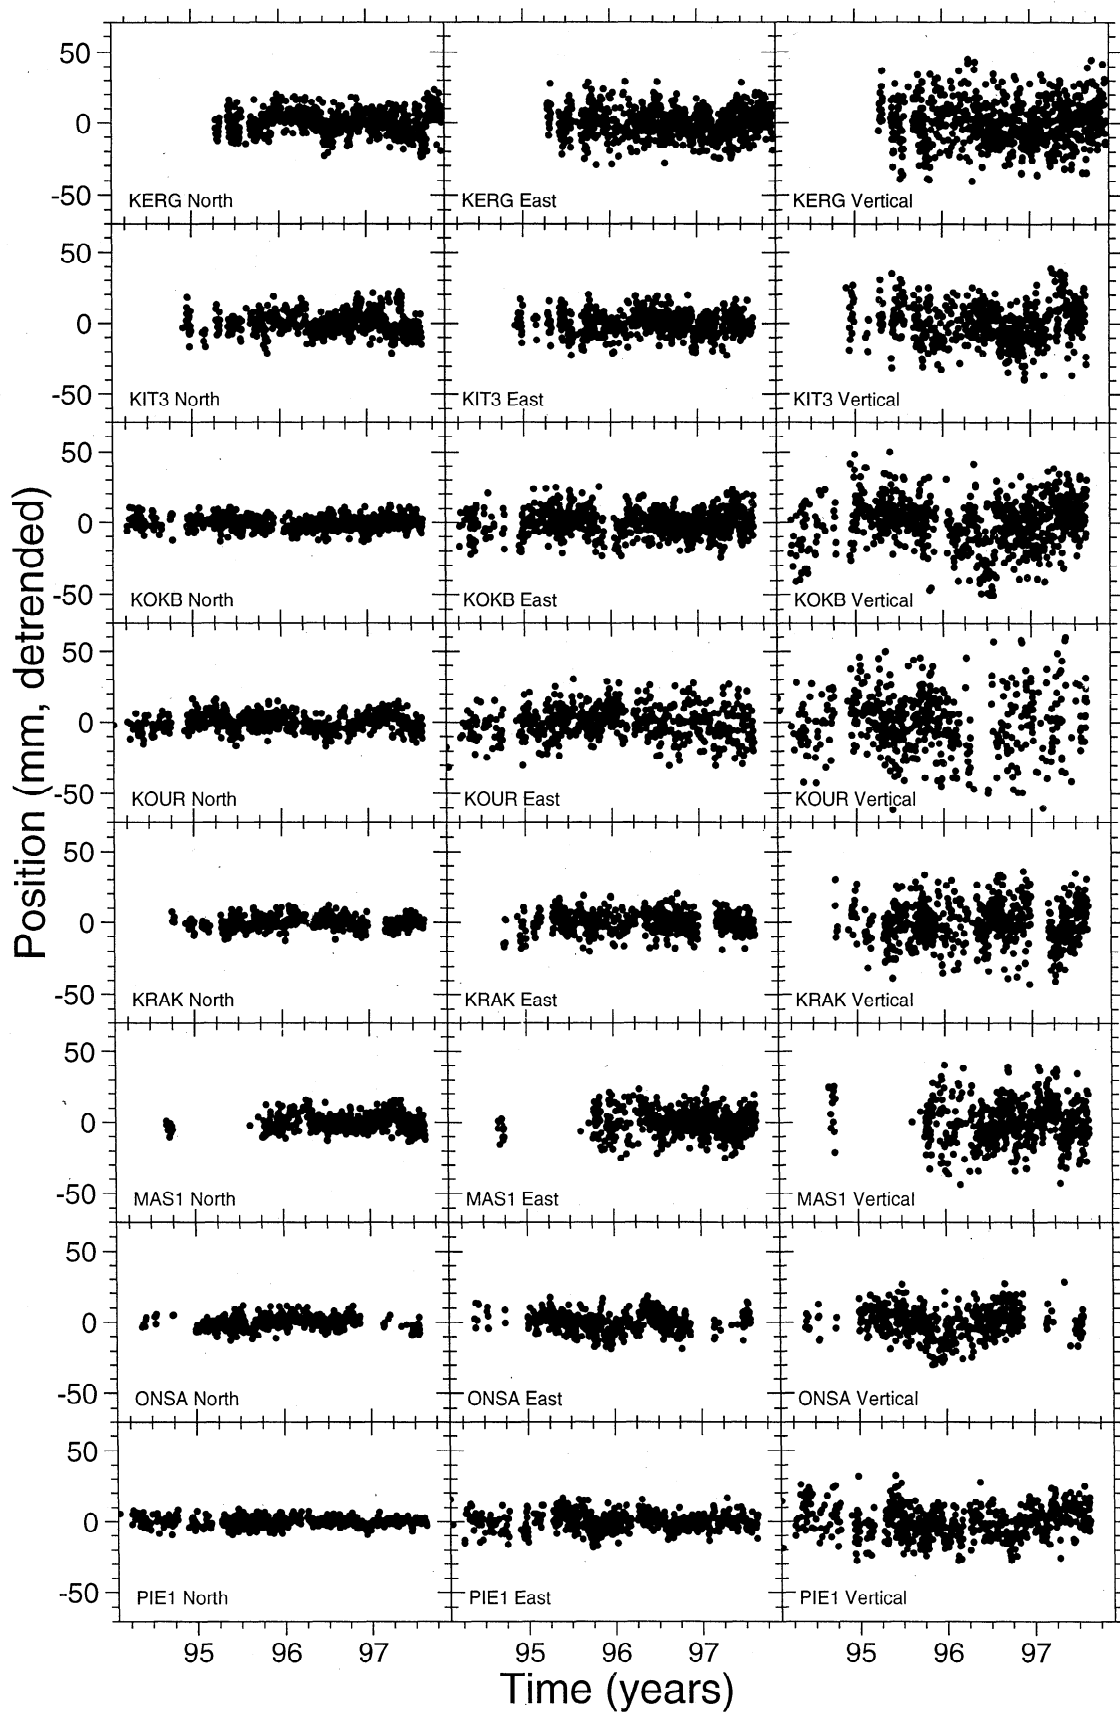 Position (mm, detrended)
50
0
-50
KERG North
KERG East
KERG Vertical
50
0
-50
KIT3 North
KIT3 East
KIT3 Vertical
50
0
-50
KOKB North
KOKB East
KOKB Vertical
50
0
-50
KOUR North
KOUR East
KOUR Vertical
50
0
-50
KRAK North
KRAK East
KRAK Vertical
50
0
-50
MAS1 North
MAS1 East
MAS1 Vertical
50
0
-50
ONSA North
ONSA East
ONSA Vertical
50
0
-50
PIE1 North
PIE1 East
PIE1 Vertical
95 96 97 95 96 97 95 96 97
Time (years)